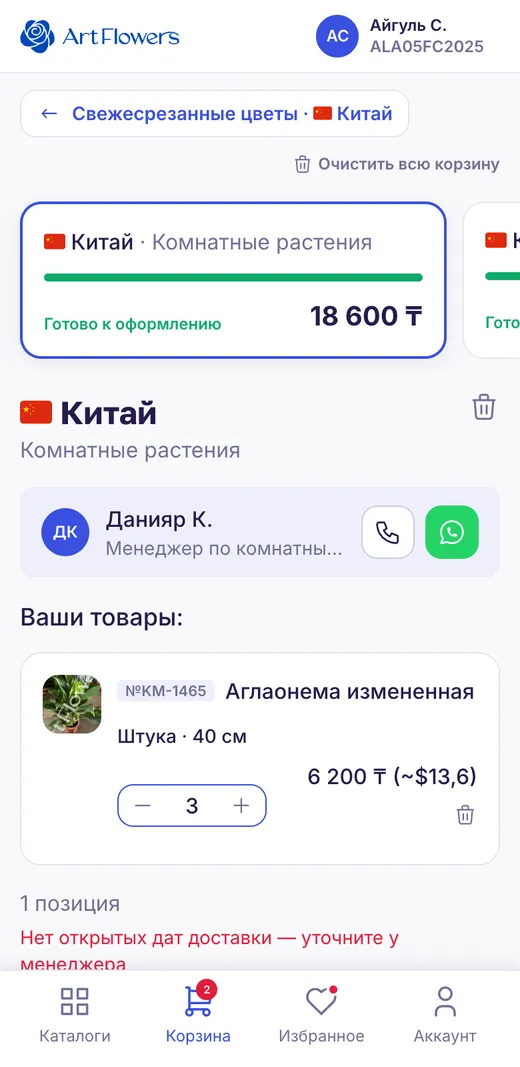 ArtFlowers
АС
Айгуль С.
ALA05FC2025
← Свежесрезанные цветы · 🇨🇳 Китай
Очистить всю корзину
🇨🇳 Китай · Комнатные растения
Готово к оформлению
18 600 ₸
Гото
Китай
Комнатные растения
ДК
Данияр К.
Менеджер по комнатны...
Ваши товары:
№KM-1465 Аглаонема измененная
Штука · 40 см
6 200 ₸ (~$13,6)
— 3 +
1 позиция
Нет открытых дат доставки — уточните у
менеджера
2
Каталоги
Корзина
Избранное
Аккаунт